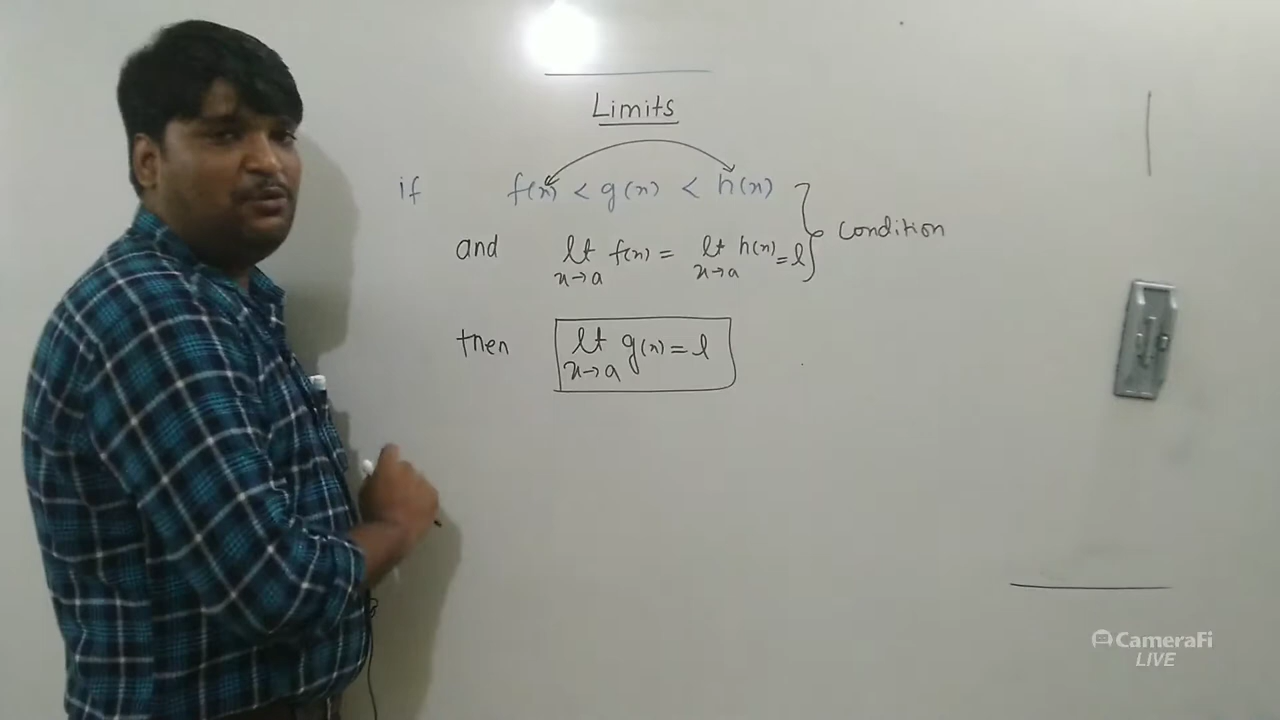 Limits
if f(x) < g(x) < h(x)
condition
and lt x→a f(x) = lt x→a h(x) = l
then lt x→a g(x) = l
CameraFi
LIVE